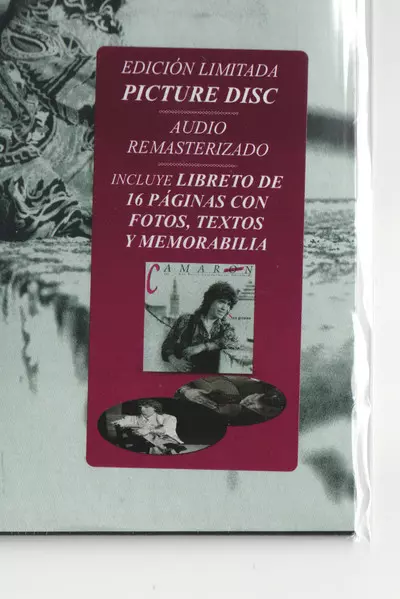 EDICIÓN LIMITADA
PICTURE DISC
AUDIO
REMASTERIZADO
INCLUYE LIBRETO DE
16 PÁGINAS CON
FOTOS, TEXTOS
Y MEMORABILIA
CAMARÓN